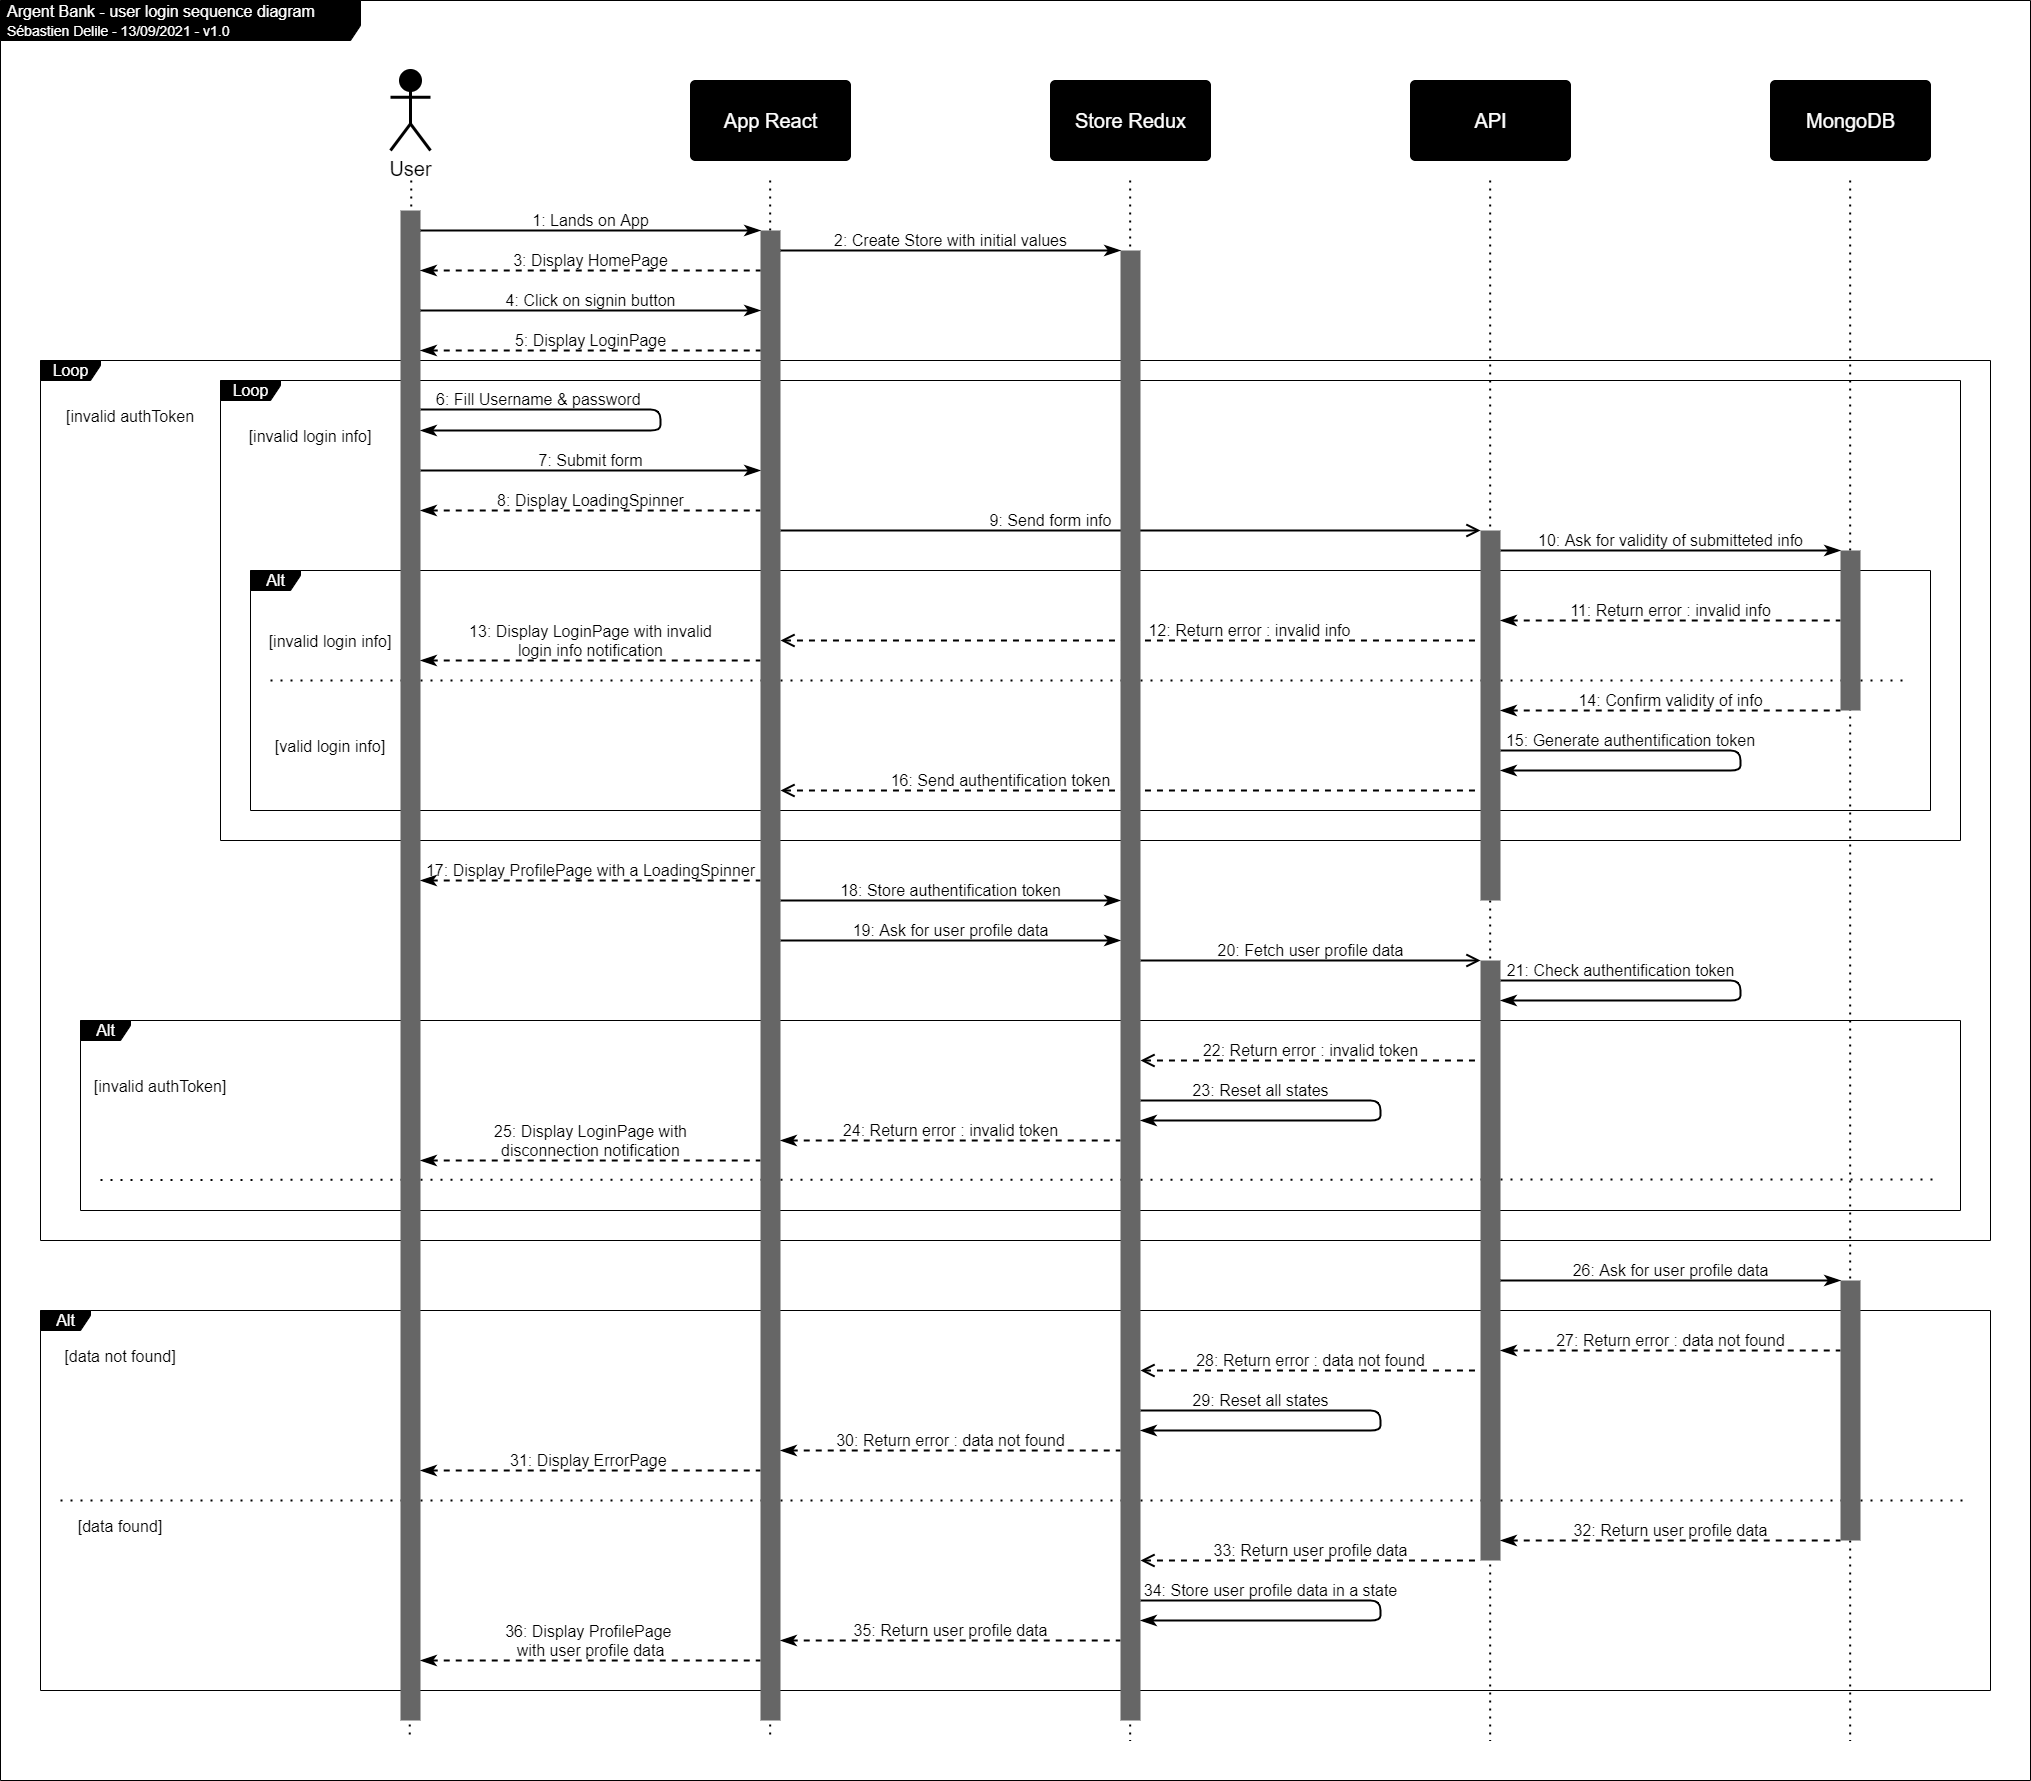 Argent Bank - user login sequence diagram
Sébastien Delile - 13/09/2021 - v1.0
User
App React
Store Redux
API
MongoDB
1: Lands on App
2: Create Store with initial values
3: Display HomePage
4: Click on signin button
5: Display LoginPage
Loop
[invalid authToken
Loop
[invalid login info]
6: Fill Username & password
7: Submit form
8: Display LoadingSpinner
9: Send form info
10: Ask for validity of submitteted info
Alt
[invalid login info]
11: Return error : invalid info
12: Return error : invalid info
13: Display LoginPage with invalid
login info notification
14: Confirm validity of info
[valid login info]
15: Generate authentification token
16: Send authentification token
17: Display ProfilePage with a LoadingSpinner
18: Store authentification token
19: Ask for user profile data
20: Fetch user profile data
21: Check authentification token
Alt
[invalid authToken]
22: Return error : invalid token
23: Reset all states
24: Return error : invalid token
25: Display LoginPage with
disconnection notification
26: Ask for user profile data
Alt
[data not found]
27: Return error : data not found
28: Return error : data not found
29: Reset all states
30: Return error : data not found
31: Display ErrorPage
[data found]
32: Return user profile data
33: Return user profile data
34: Store user profile data in a state
35: Return user profile data
36: Display ProfilePage
with user profile data